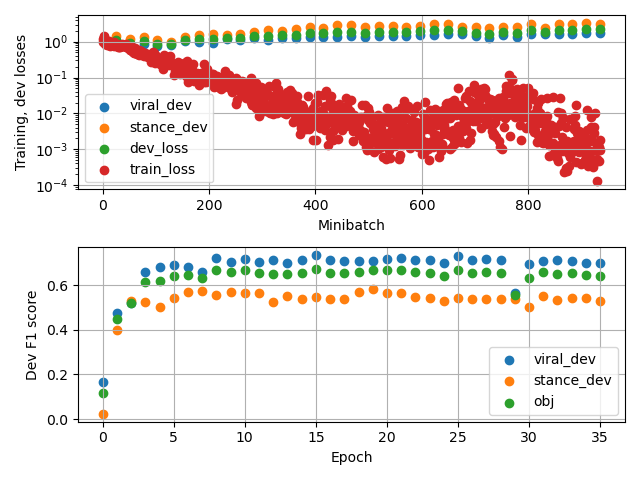 Training, dev losses
10⁰
10⁻¹
10⁻²
10⁻³
10⁻⁴
viral_dev
stance_dev
dev_loss
train_loss
0 200 400 600 800
Minibatch
Dev F1 score
0.6
0.4
0.2
0.0
viral_dev
stance_dev
obj
0 5 10 15 20 25 30 35
Epoch